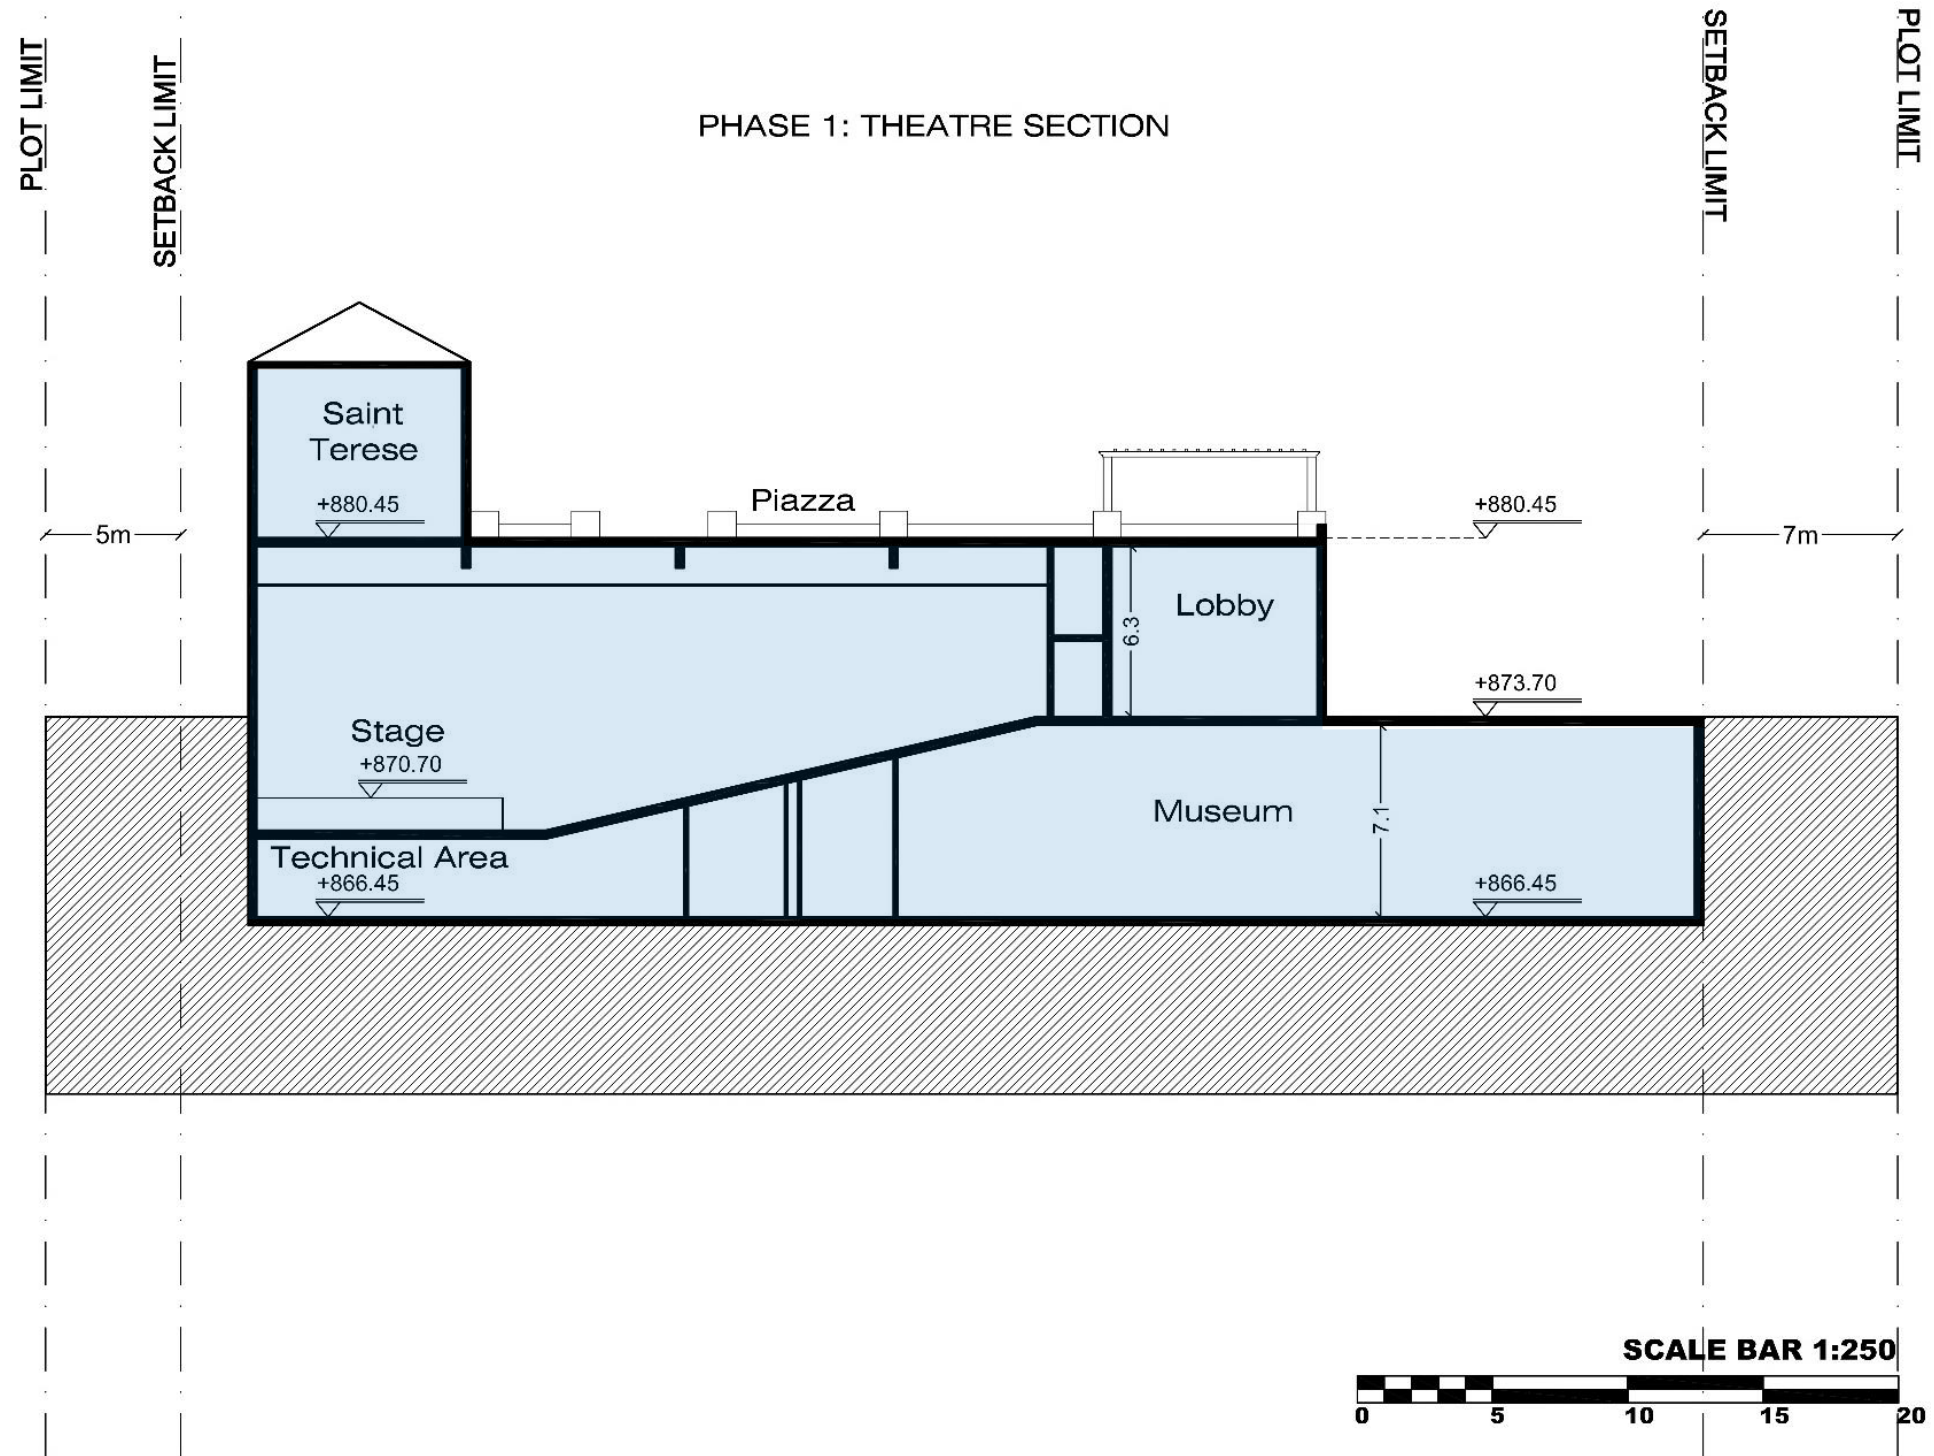 PLOT LIMIT
SETBACK LIMIT
SETBACK LIMIT
PLOT LIMIT
PHASE 1: THEATRE SECTION
Saint
Terese
+880.45
Piazza
+880.45
5m
7m
Lobby
6.3
+873.70
Stage
+870.70
Museum
7.1
Technical Area
+866.45
+866.45
SCALE BAR 1:250
0 5 10 15 20